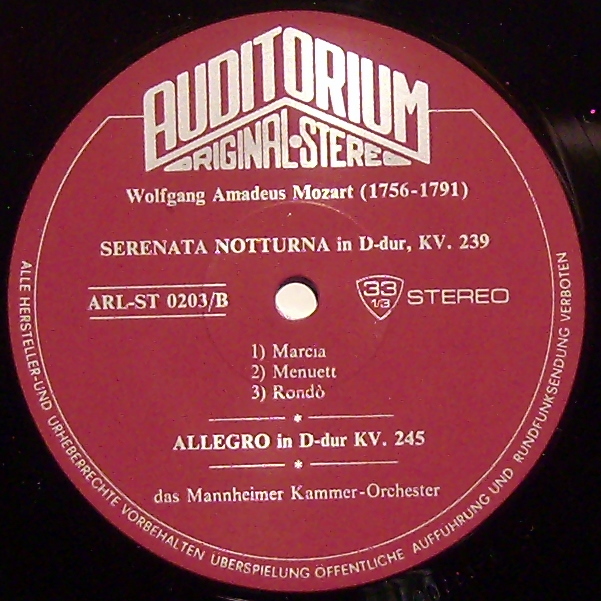 AUDITORIUM
ORIGINAL-STEREO
Wolfgang Amadeus Mozart (1756-1791)
SERENATA NOTTURNA in D-dur, KV. 239
ARL-ST 0203/B
33 1/3 STEREO
1) Marcia
2) Menuett
3) Rondò
ALLEGRO in D-dur KV. 245
das Mannheimer Kammer-Orchester
ALLE HERSTELLER-UND URHEBERRECHTE VORBEHALTEN ÜBERSPIELUNG ÖFFENTLICHE AUFFÜHRUNG UND RUNDFUNKSENDUNG VERBOTEN